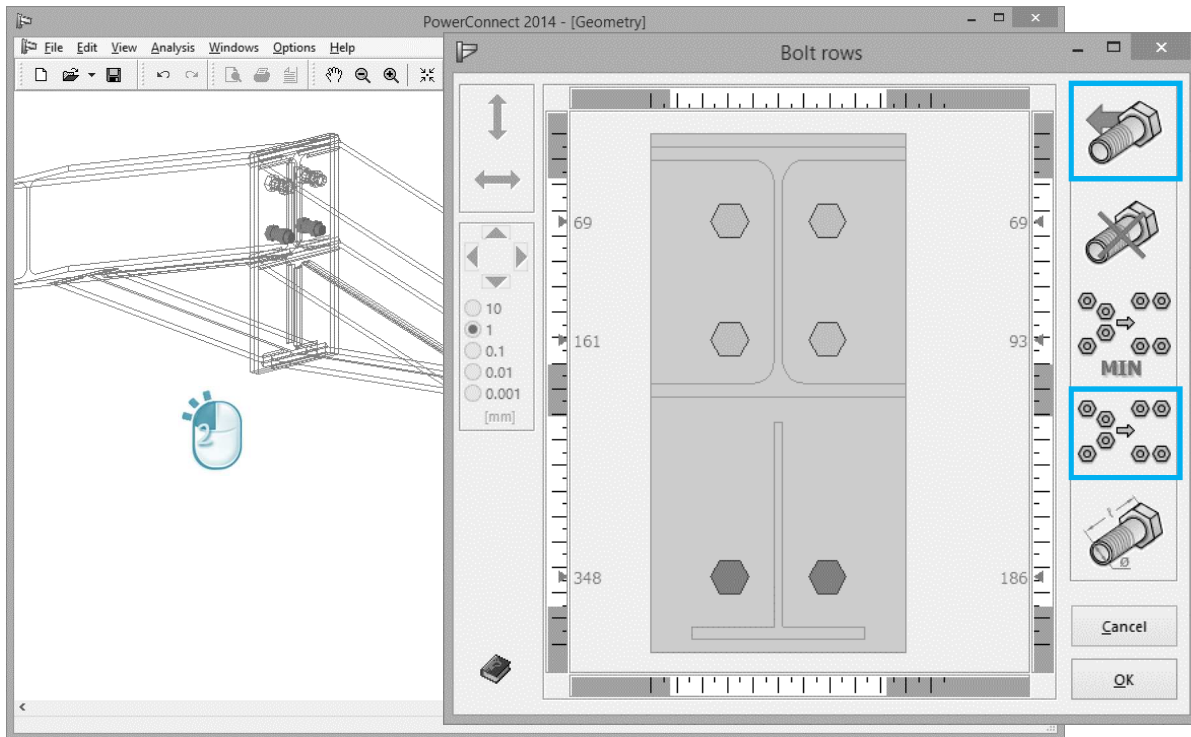 PowerConnect 2014 - [Geometry]
File Edit View Analysis Windows Options Help
Bolt rows
10
1
0.1
0.01
0.001
[mm]
69
161
348
69
93
186
MIN
ℓ
ø
Cancel
OK
2